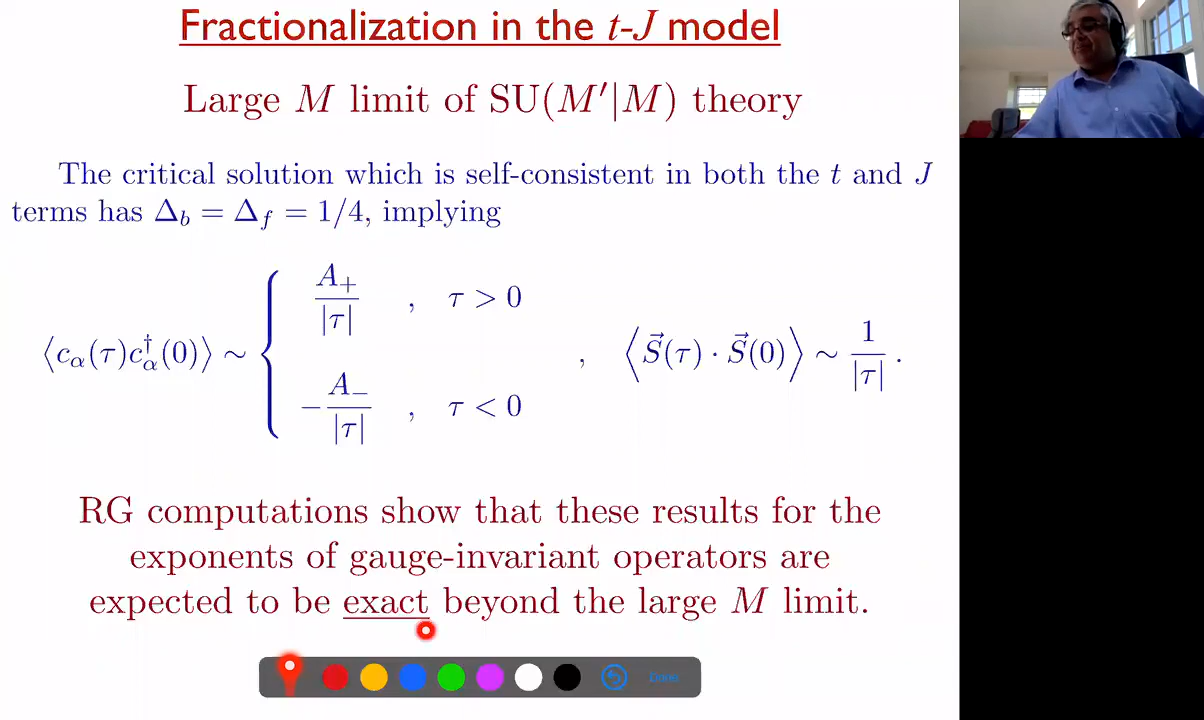 Fractionalization in the t-J model
Large M limit of SU(M′|M) theory
The critical solution which is self-consistent in both the t and J
terms has Δ_b = Δ_f = 1/4, implying
⟨c_α(τ)c_α^†(0)⟩ ∼ { A_+/|τ| , τ > 0
−A_−/|τ| , τ < 0
, ⟨S⃗(τ) · S⃗(0)⟩ ∼ 1/|τ| .
RG computations show that these results for the
exponents of gauge-invariant operators are
expected to be exact beyond the large M limit.